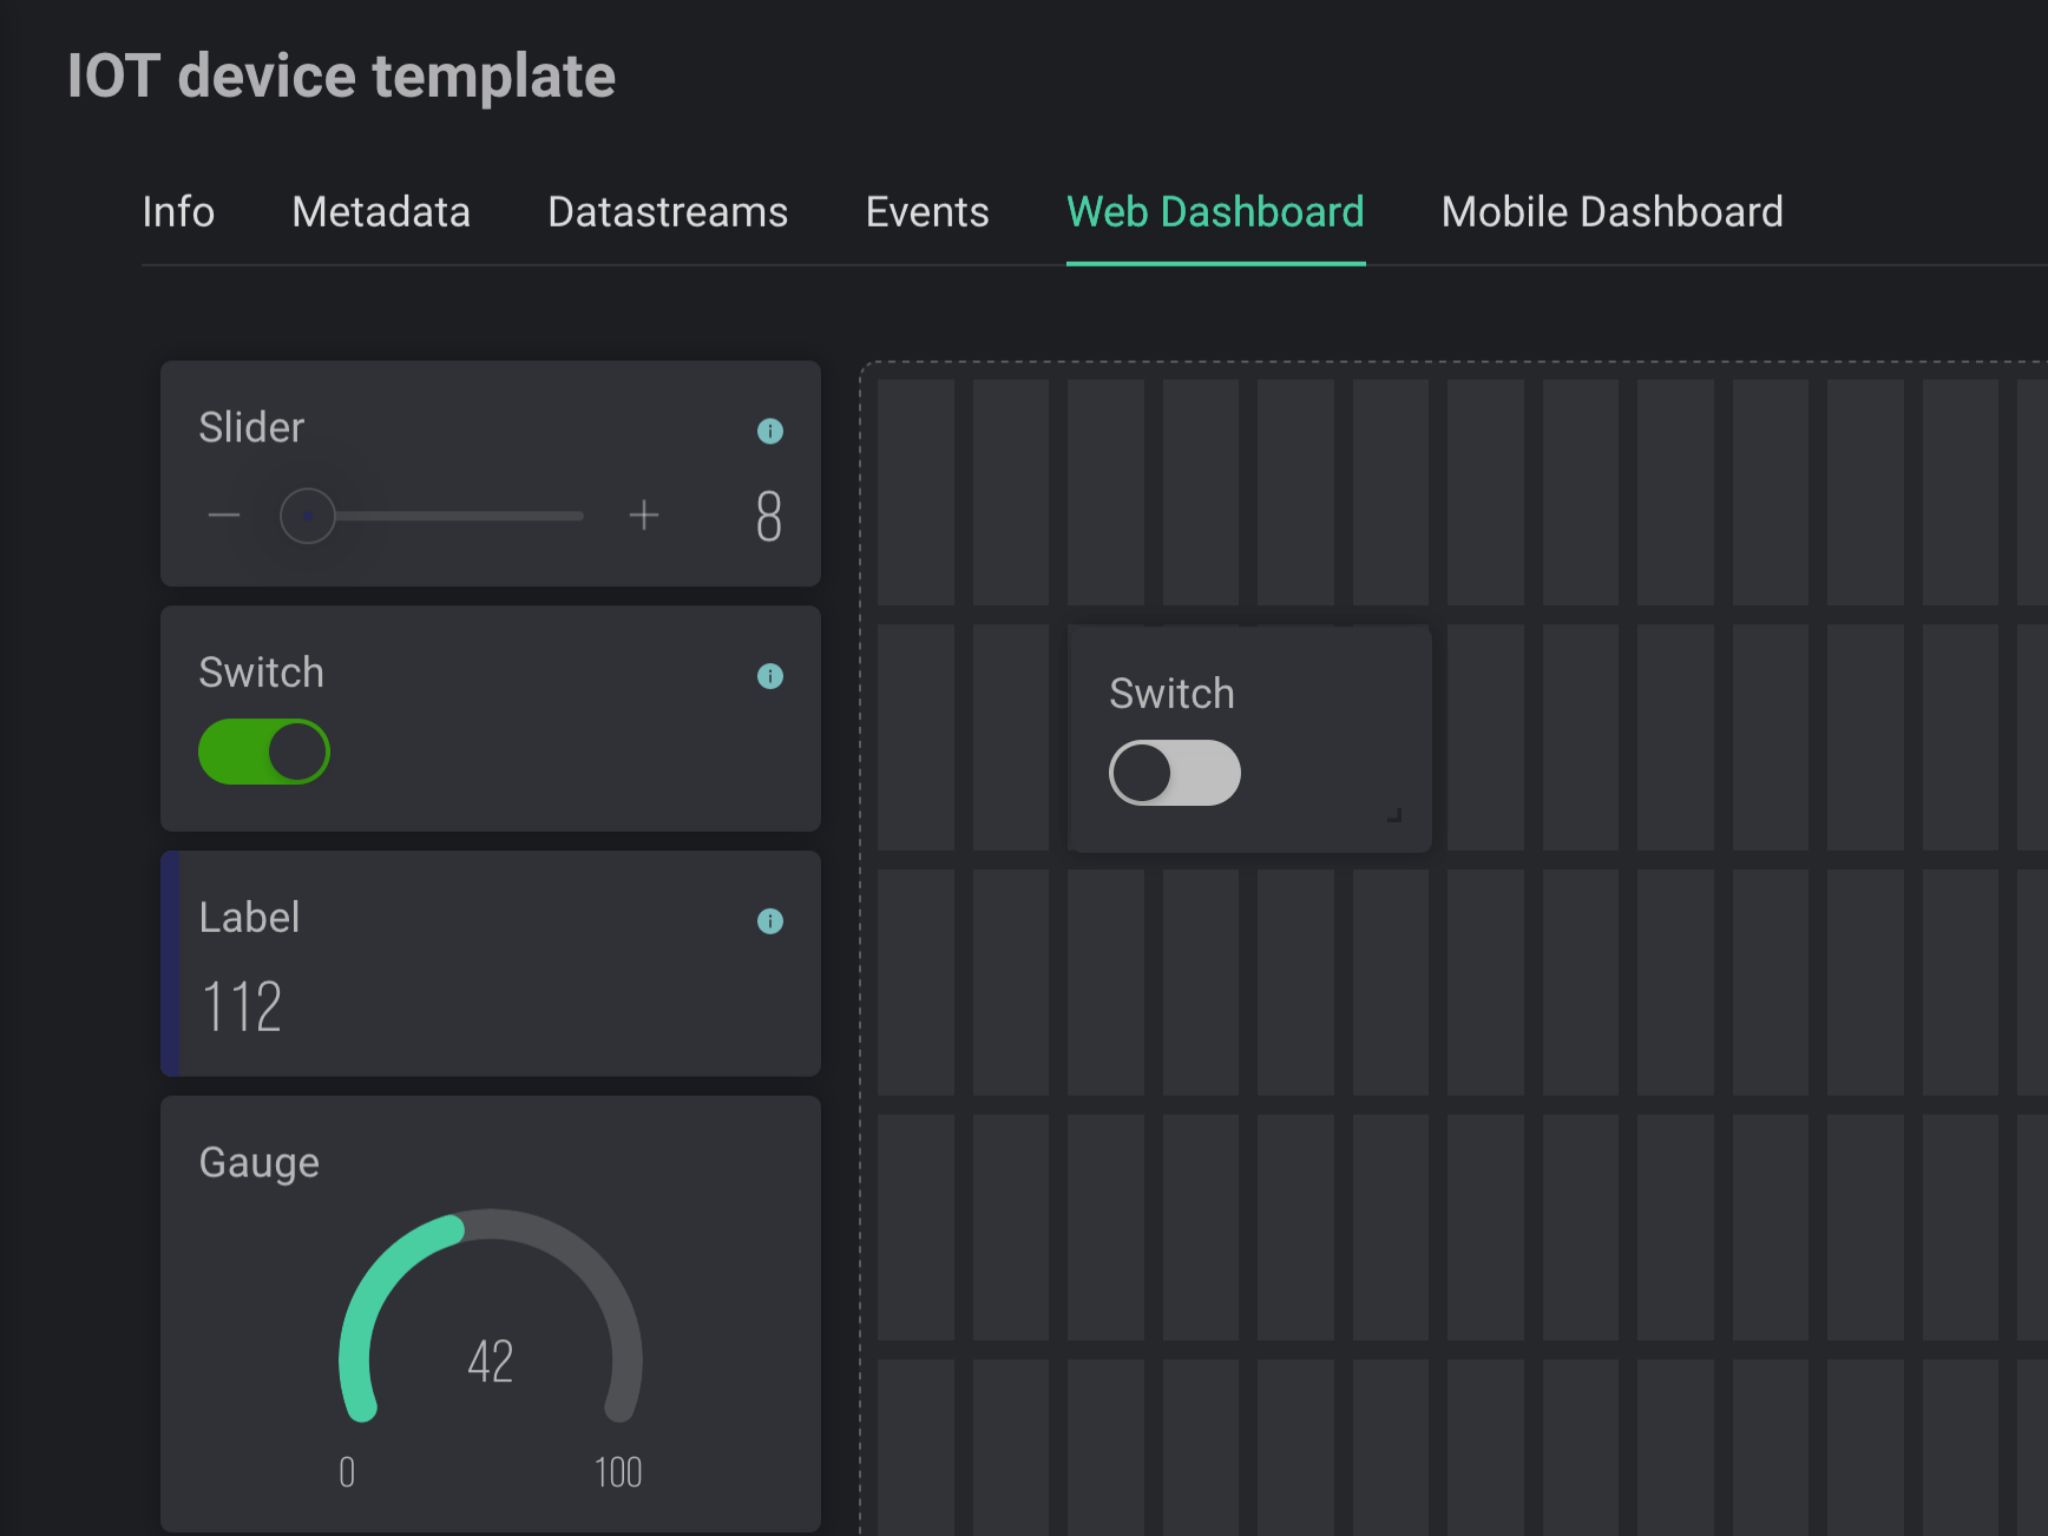 IOT device template
Info Metadata Datastreams Events Web Dashboard Mobile Dashboard
Slider
8
Switch
Switch
Label
112
Gauge
42
0 100